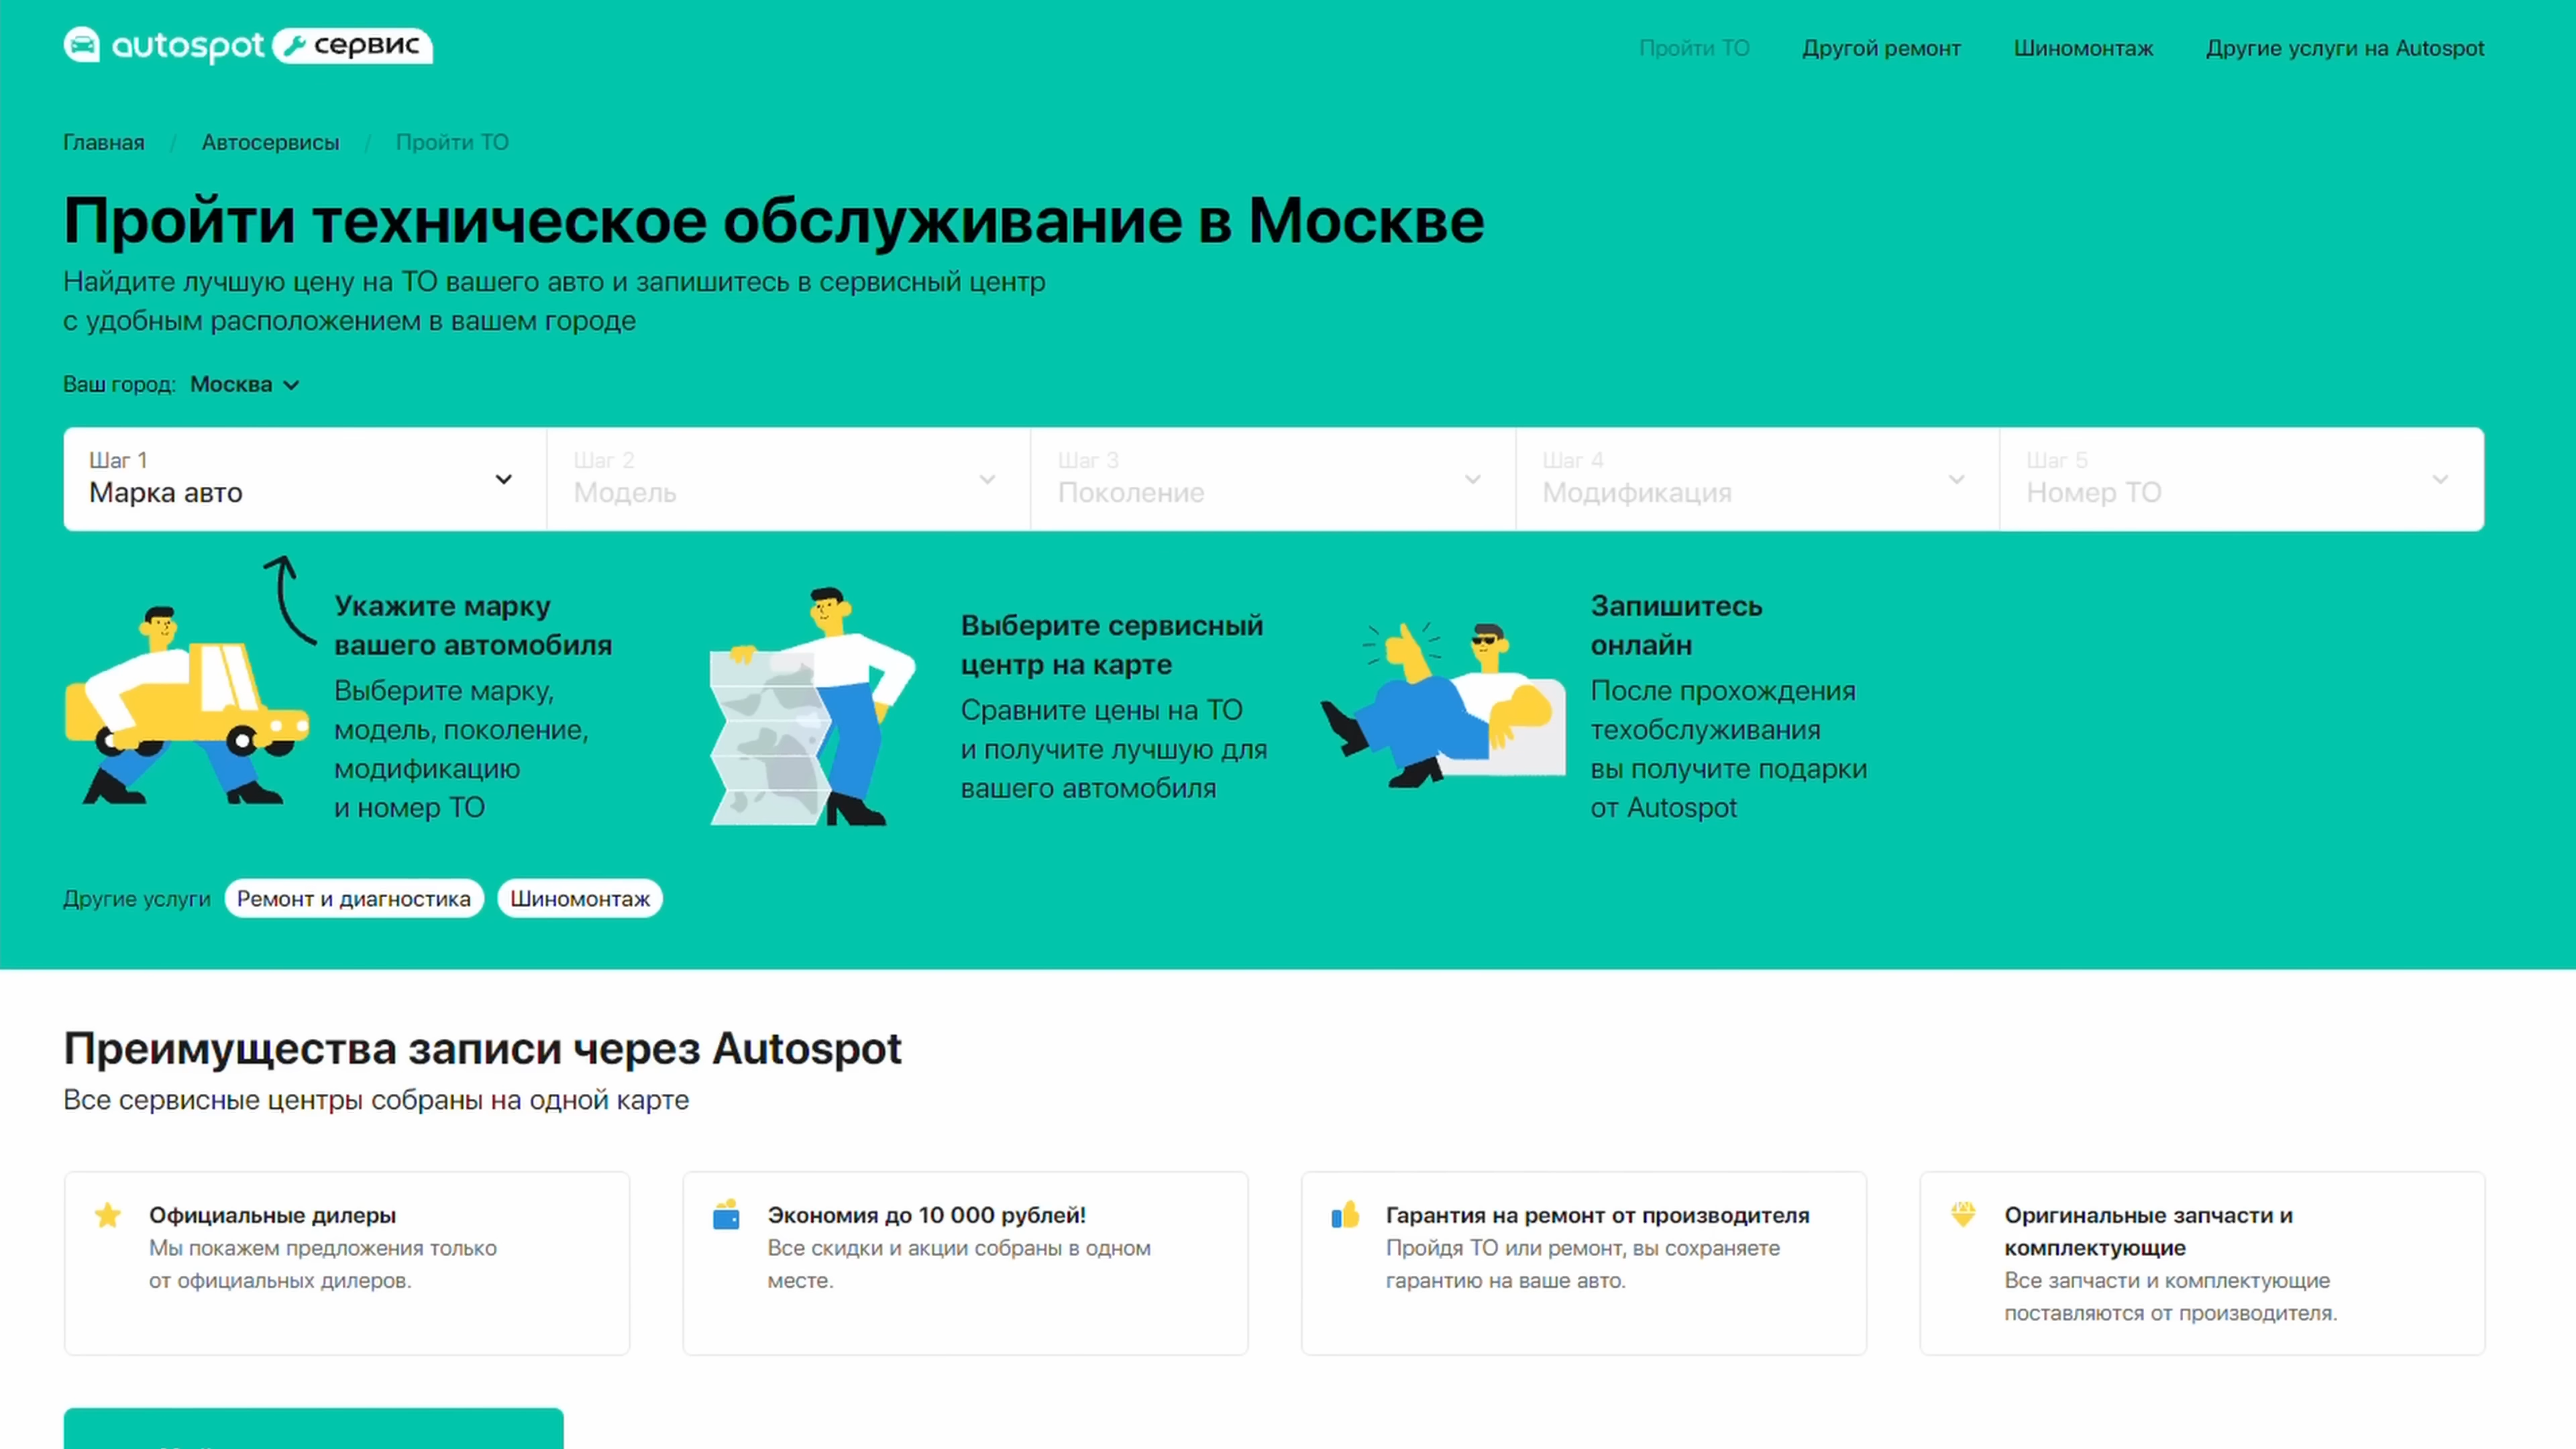 autospot сервис
Пройти ТО
Другой ремонт
Шиномонтаж
Другие услуги на Autospot
Главная / Автосервисы / Пройти ТО
Пройти техническое обслуживание в Москве
Найдите лучшую цену на ТО вашего авто и запишитесь в сервисный центр
с удобным расположением в вашем городе
Ваш город: Москва
Шаг 1
Марка авто
Шаг 2
Модель
Шаг 3
Поколение
Шаг 4
Модификация
Шаг 5
Номер ТО
Укажите марку
вашего автомобиля
Выберите марку,
модель, поколение,
модификацию
и номер ТО
Выберите сервисный
центр на карте
Сравните цены на ТО
и получите лучшую для
вашего автомобиля
Запишитесь
онлайн
После прохождения
техобслуживания
вы получите подарки
от Autospot
Другие услуги
Ремонт и диагностика
Шиномонтаж
Преимущества записи через Autospot
Все сервисные центры собраны на одной карте
Официальные дилеры
Мы покажем предложения только
от официальных дилеров.
Экономия до 10 000 рублей!
Все скидки и акции собраны в одном
месте.
Гарантия на ремонт от производителя
Пройдя ТО или ремонт, вы сохраняете
гарантию на ваше авто.
Оригинальные запчасти и
комплектующие
Все запчасти и комплектующие
поставляются от производителя.